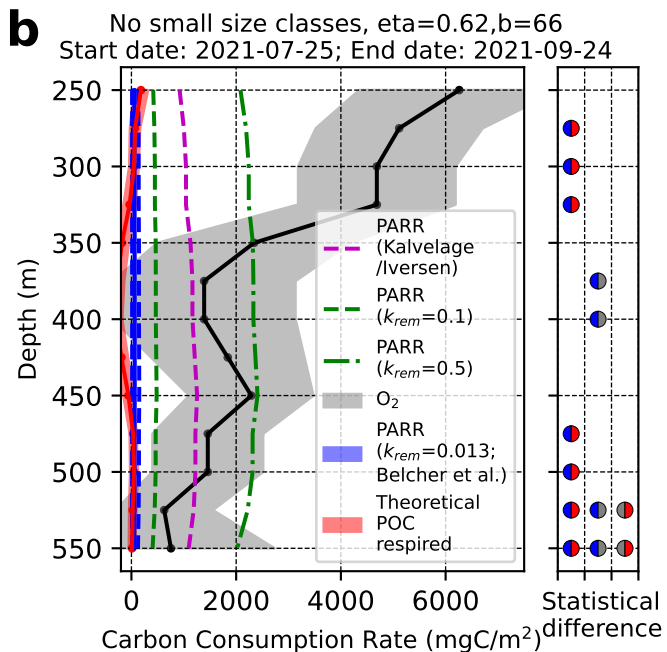 b
No small size classes, eta=0.62,b=66
Start date: 2021-07-25; End date: 2021-09-24
250
300
350
400
450
500
550
Depth (m)
PARR
(Kalvelage
/Iversen)
PARR
(k_rem=0.1)
PARR
(k_rem=0.5)
O₂
PARR
(k_rem=0.013;
Belcher et al.)
Theoretical
POC
respired
0 2000 4000 6000
Carbon Consumption Rate (mgC/m²)
Statistical
difference